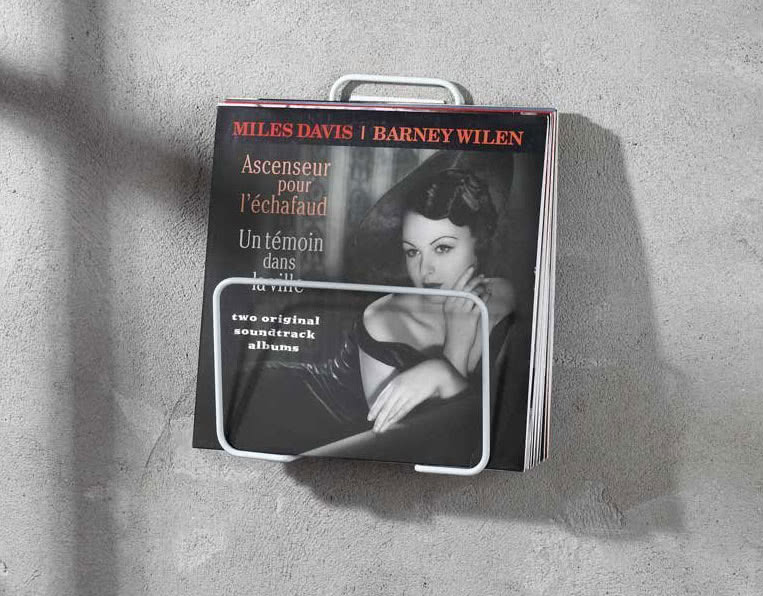 MILES DAVIS | BARNEY WILEN
Ascenseur
pour
l'échafaud
Un témoin
dans
la ville
two original
soundtrack
albums